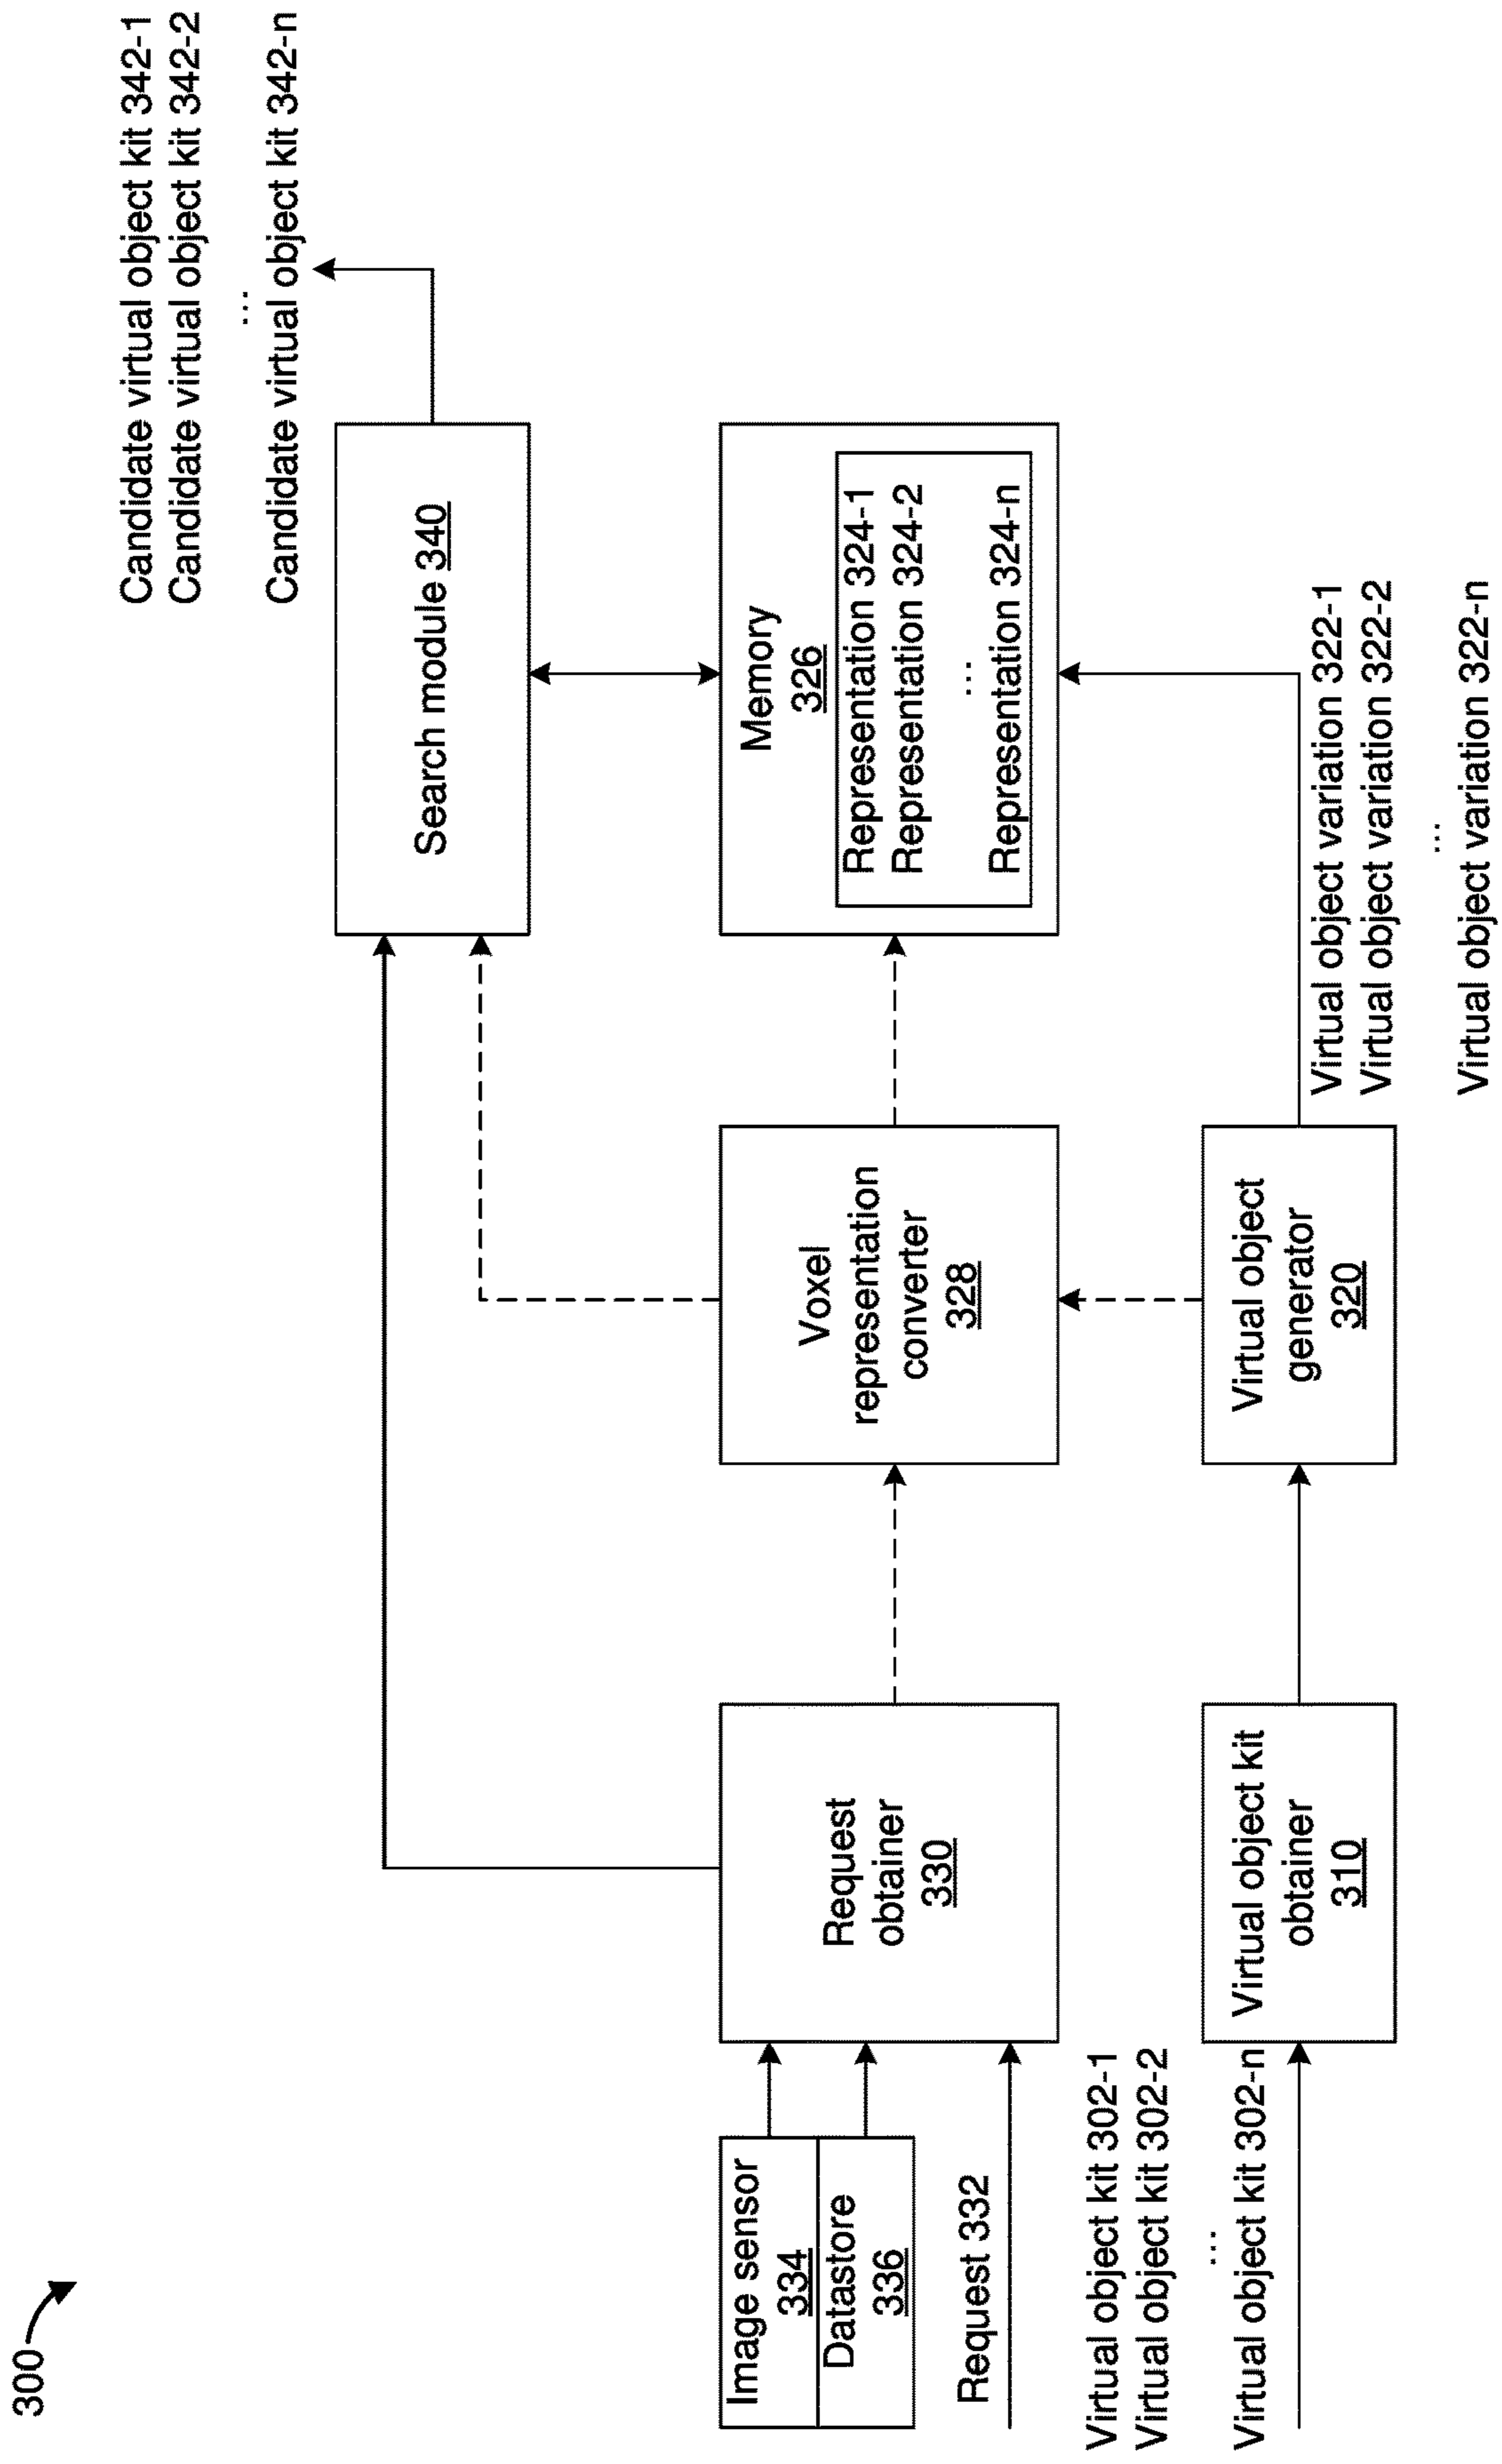 300
Candidate virtual object kit 342-1
Candidate virtual object kit 342-2
...
Candidate virtual object kit 342-n
Search module 340
Image sensor
334
Datastore
336
Request 332
Request
obtainer
330
Voxel
representation
converter
328
Memory
326
Representation 324-1
Representation 324-2
...
Representation 324-n
Virtual object kit 302-1
Virtual object kit 302-2
...
Virtual object kit 302-n
Virtual object kit
obtainer
310
Virtual object
generator
320
Virtual object variation 322-1
Virtual object variation 322-2
...
Virtual object variation 322-n